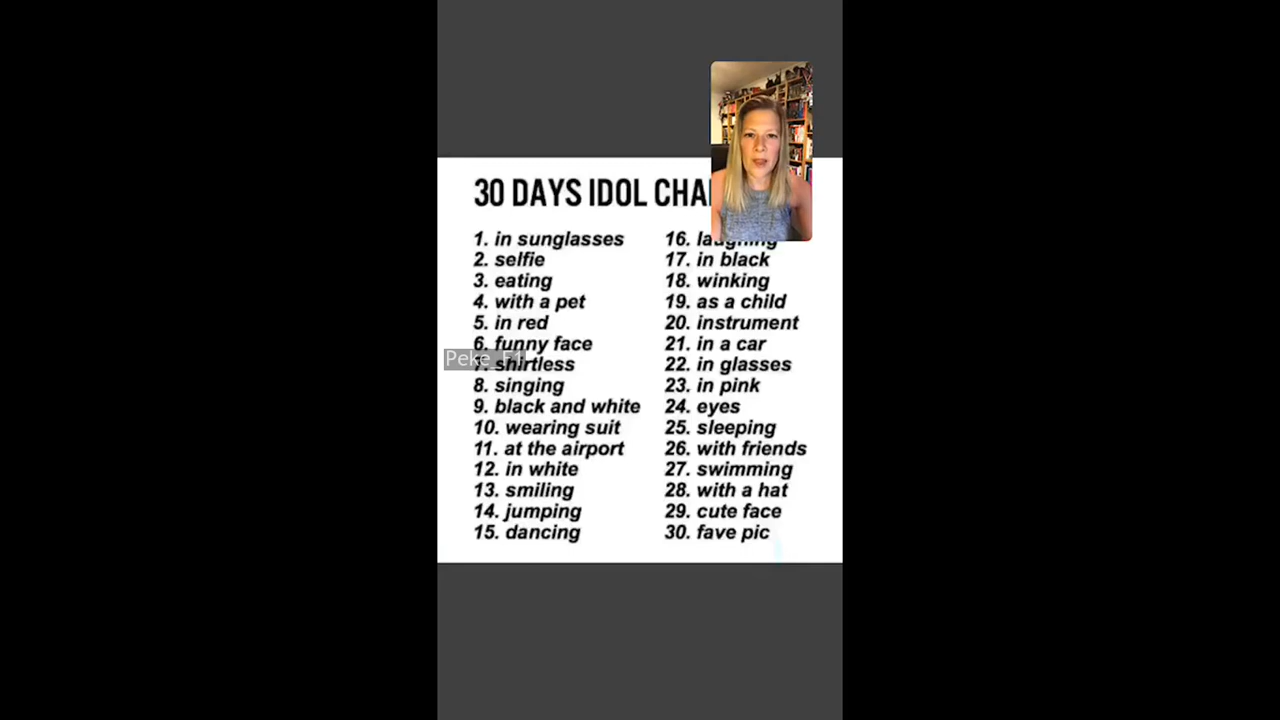 30 DAYS IDOL
1. in sunglasses
2. selfie
3. eating
4. with a pet
5. in red
6. funny face
7. shirtless
8. singing
9. black and white
10. wearing suit
11. at the airport
12. in white
13. smiling
14. jumping
15. dancing
16. laughing
17. in black
18. winking
19. as a child
20. instrument
21. in a car
22. in glasses
23. in pink
24. eyes
25. sleeping
26. with friends
27. swimming
28. with a hat
29. cute face
30. fave pic